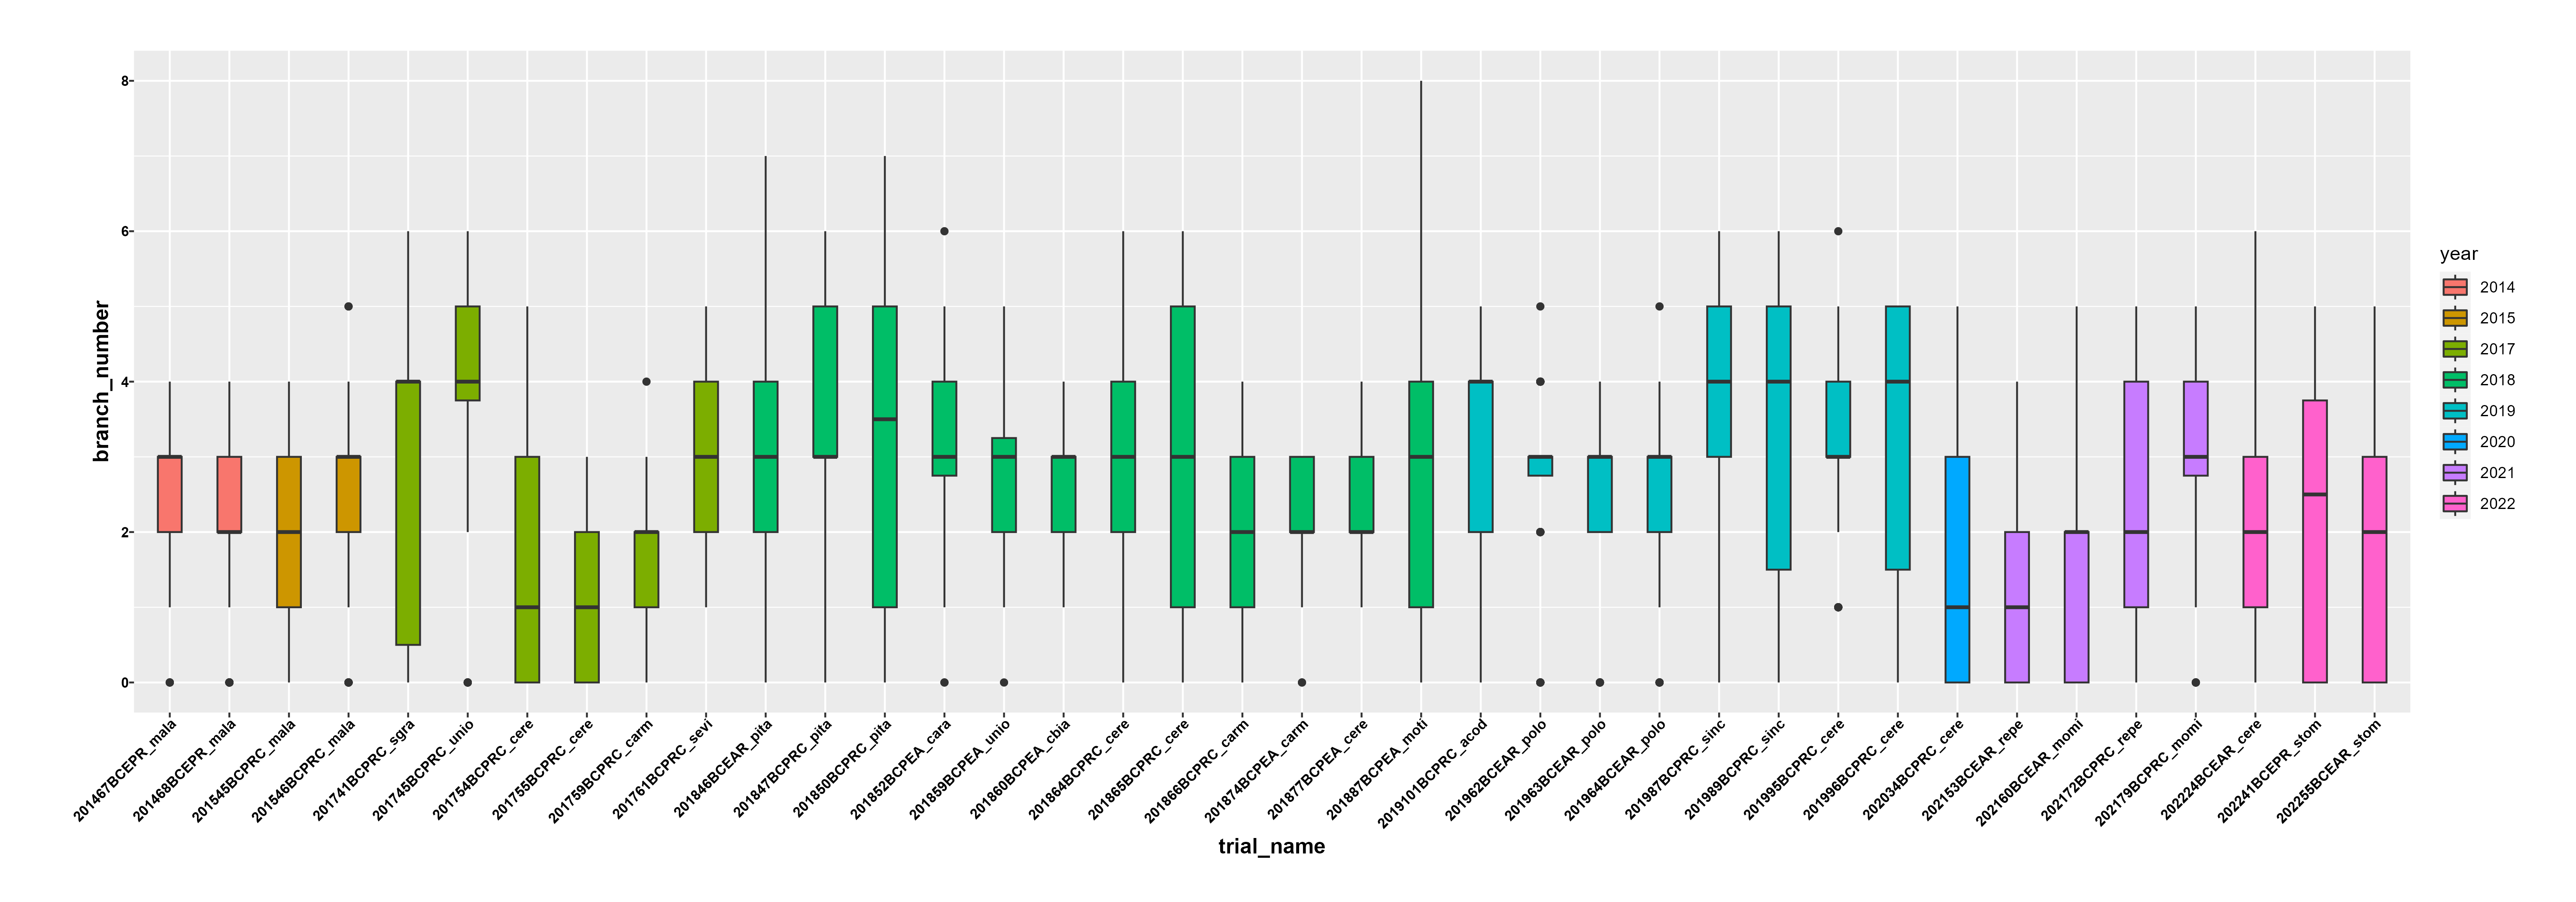 branch_number
8
6
4
2
0
201467BCEPR_mala
201468BCEPR_mala
201545BCPRC_mala
201546BCPRC_mala
201741BCPRC_sgra
201745BCPRC_unio
201754BCPRC_cere
201755BCPRC_cere
201759BCPRC_carm
201761BCPRC_sevi
201846BCEAR_pita
201847BCPRC_pita
201850BCPRC_pita
201852BCPEA_cara
201859BCPEA_unio
201860BCPEA_cbia
201864BCPRC_cere
201865BCPRC_cere
201866BCPRC_carm
201874BCPEA_carm
201877BCPEA_cere
201887BCPEA_moti
2019101BCPRC_acod
201962BCEAR_polo
201963BCEAR_polo
201964BCEAR_polo
201987BCPRC_sinc
201989BCPRC_sinc
201995BCPRC_cere
201996BCPRC_cere
202034BCPRC_cere
202153BCEAR_repe
202160BCEAR_momi
202172BCPRC_repe
202179BCPRC_momi
202224BCEAR_cere
202241BCEPR_stom
202255BCEAR_stom
trial_name
year
2014
2015
2017
2018
2019
2020
2021
2022